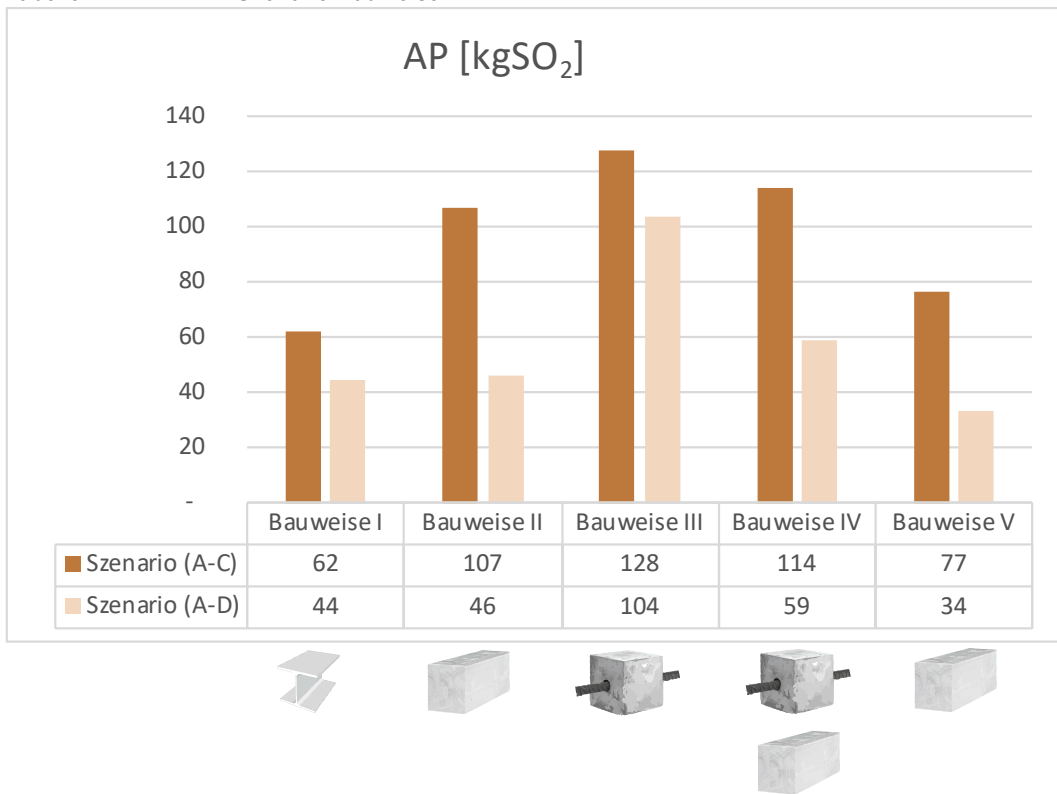 AP [kgSO₂]
140
120
100
80
60
40
20
-
Bauweise I Bauweise II Bauweise III Bauweise IV Bauweise V
Szenario (A-C) 62 107 128 114 77
Szenario (A-D) 44 46 104 59 34